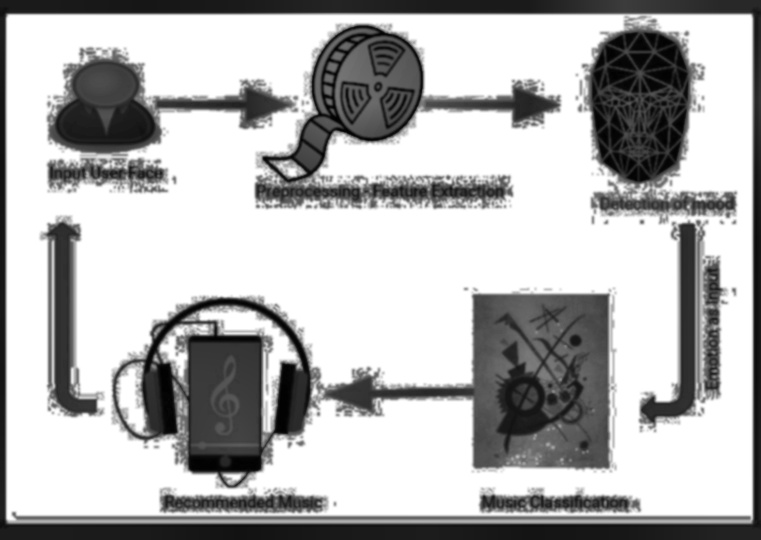 Input User Face
Preprocessing - Feature Extraction
Detection of mood
Emotion as Input
Recommended Music
Music Classification